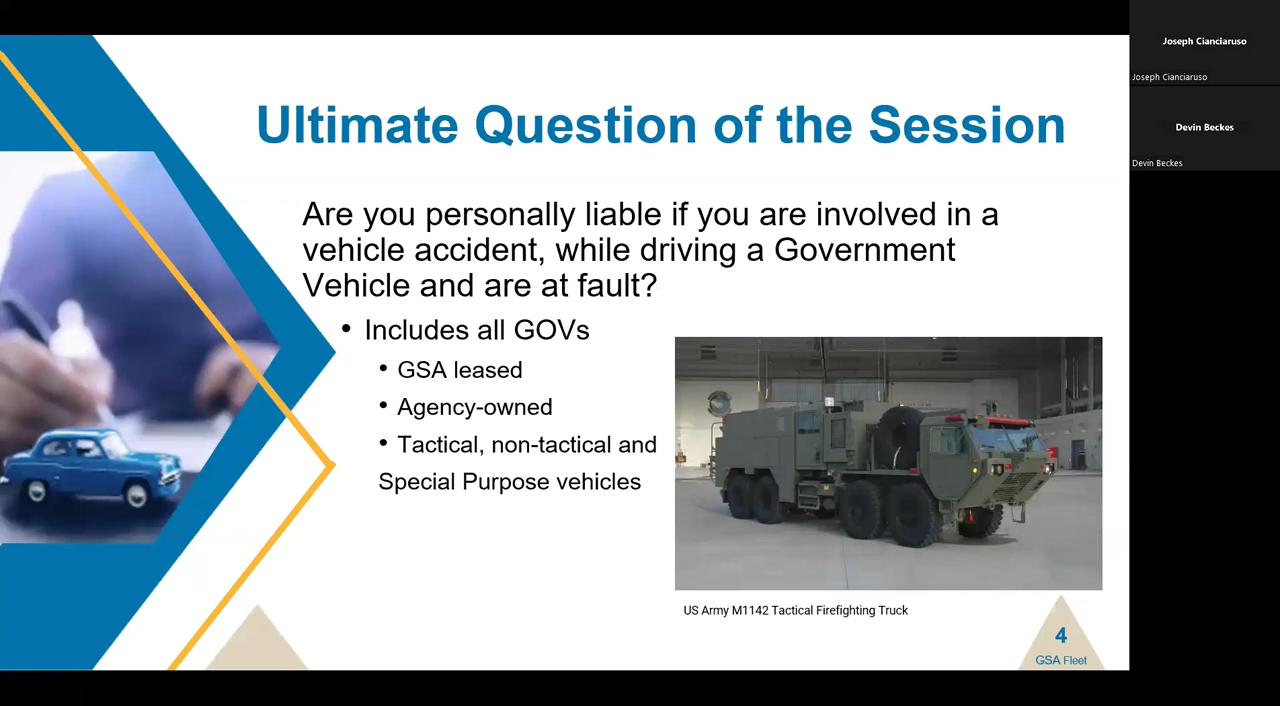 Ultimate Question of the Session
Are you personally liable if you are involved in a
vehicle accident, while driving a Government
Vehicle and are at fault?
• Includes all GOVs
• GSA leased
• Agency-owned
• Tactical, non-tactical and
Special Purpose vehicles
US Army M1142 Tactical Firefighting Truck
4
GSA Fleet
Joseph Cianciaruso
Joseph Cianciaruso
Devin Beckes
Devin Beckes